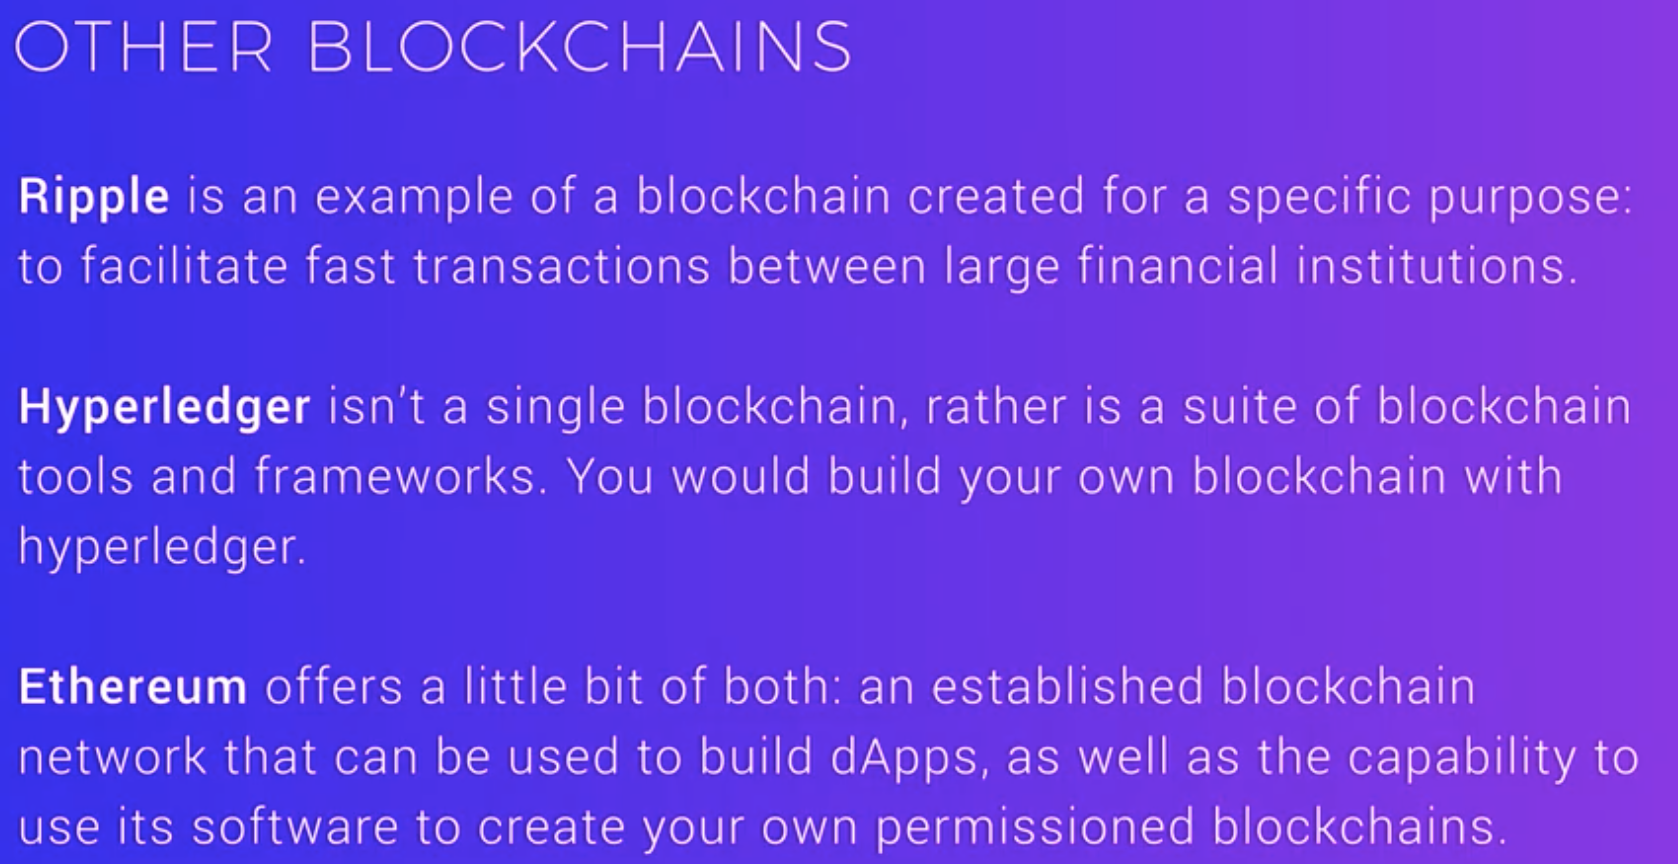 OTHER BLOCKCHAINS
Ripple is an example of a blockchain created for a specific purpose:
to facilitate fast transactions between large financial institutions.
Hyperledger isn't a single blockchain, rather is a suite of blockchain
tools and frameworks. You would build your own blockchain with
hyperledger.
Ethereum offers a little bit of both: an established blockchain
network that can be used to build dApps, as well as the capability to
use its software to create your own permissioned blockchains.